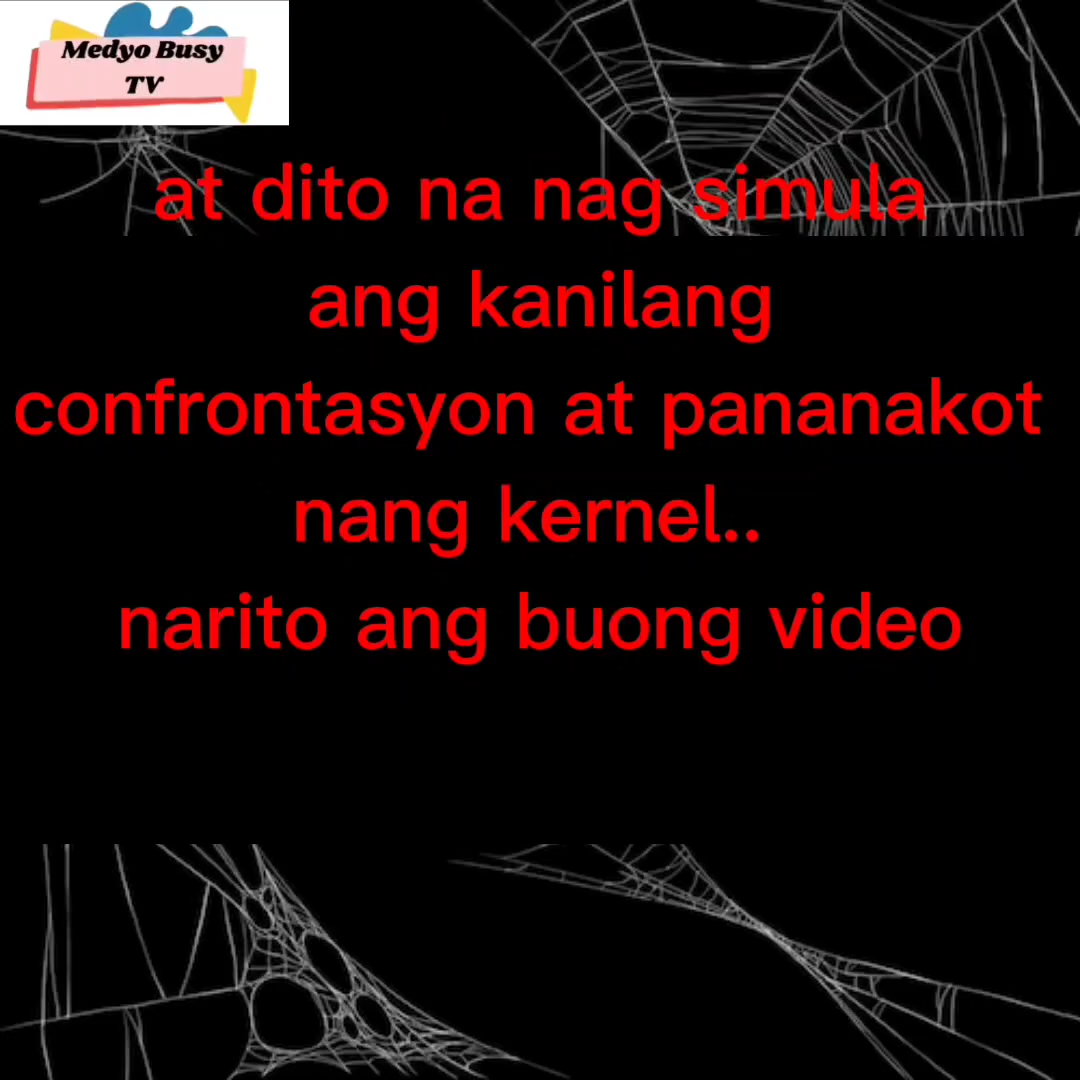 Medyo Busy
TV
at dito na nag simula
ang kanilang
confrontasyon at pananakot
nang kernel..
narito ang buong video